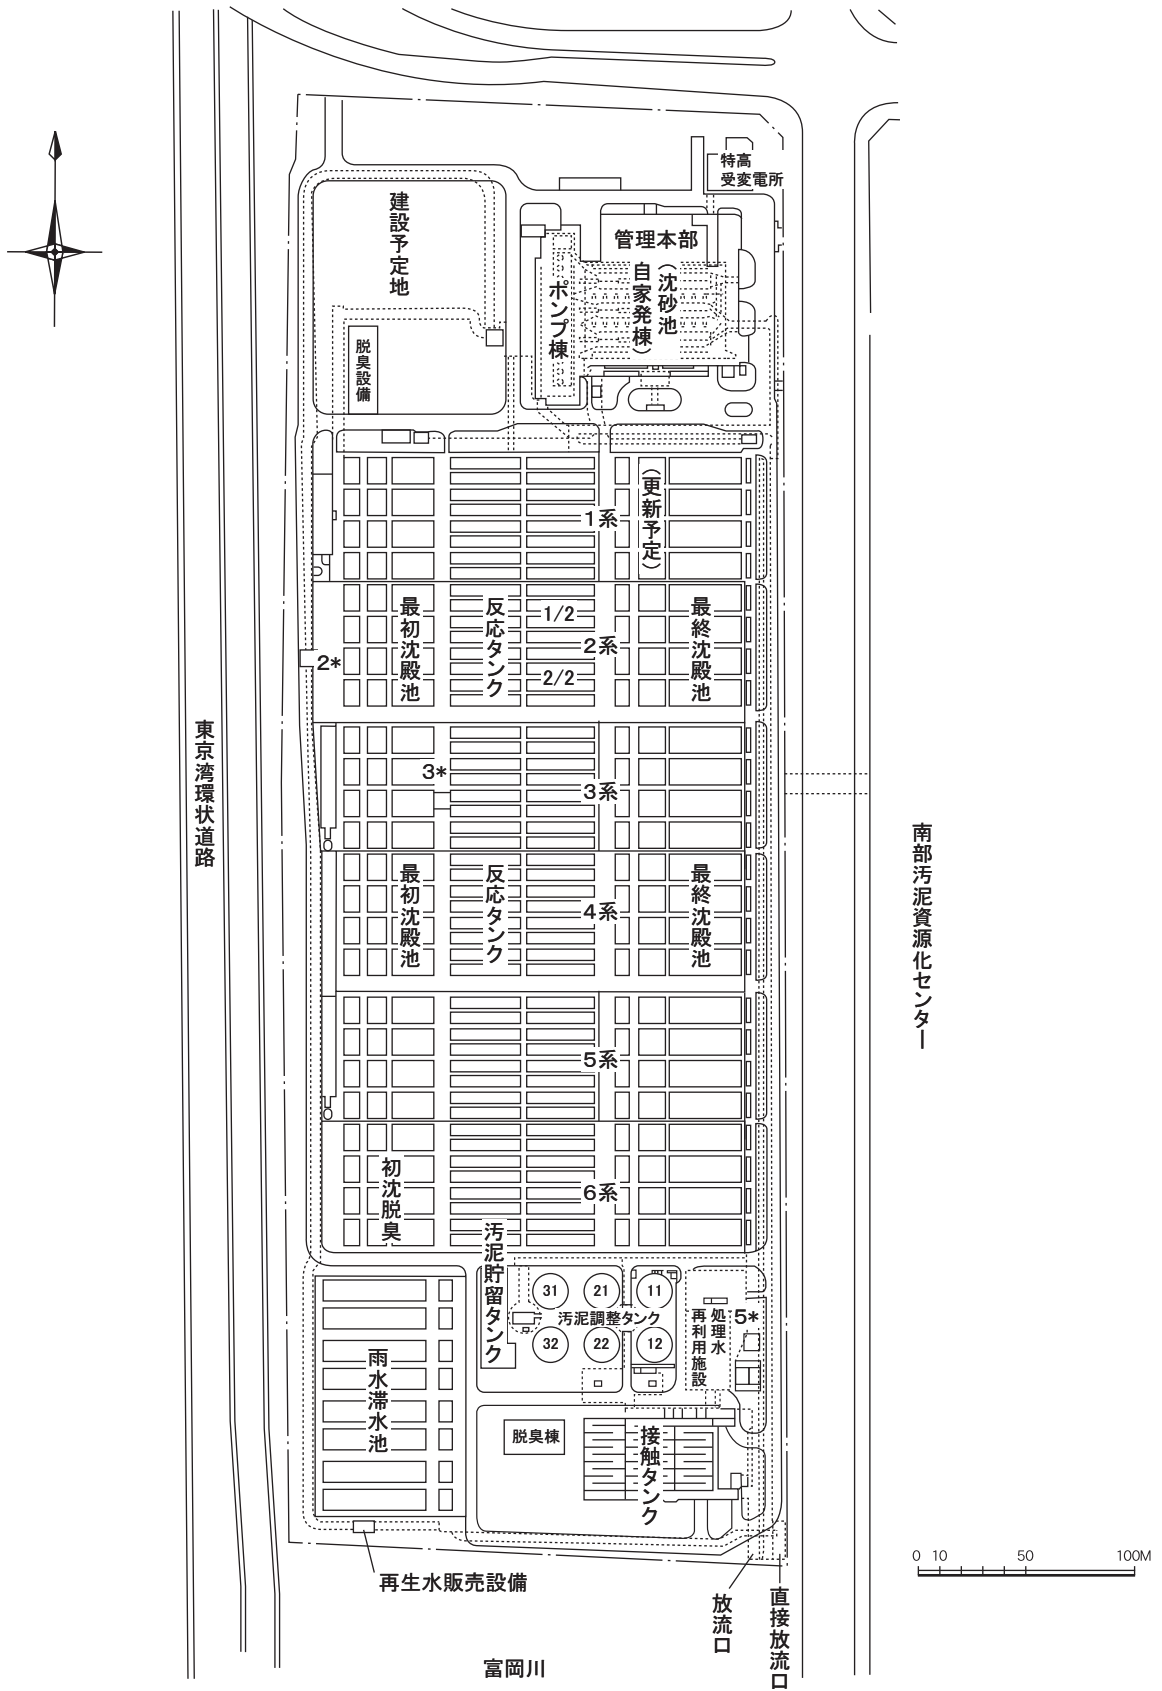 特高
受変電所
建設予定地
管理本部
ポンプ棟
自家発棟
（沈砂池）
脱臭設備
1系
（更新予定）
最初沈殿池
反応タンク
1/2
2系
2/2
最終沈殿池
2*
東京湾環状道路
3*
3系
南部汚泥資源化センター
最初沈殿池
反応タンク
4系
最終沈殿池
5系
初沈脱臭
6系
汚泥貯留タンク
31
21
11
汚泥調整タンク
32
22
12
処理水
再利用施設
5*
雨水滞水池
脱臭棟
接触タンク
再生水販売設備
放流口
直接放流口
富岡川
0 10 50 100M